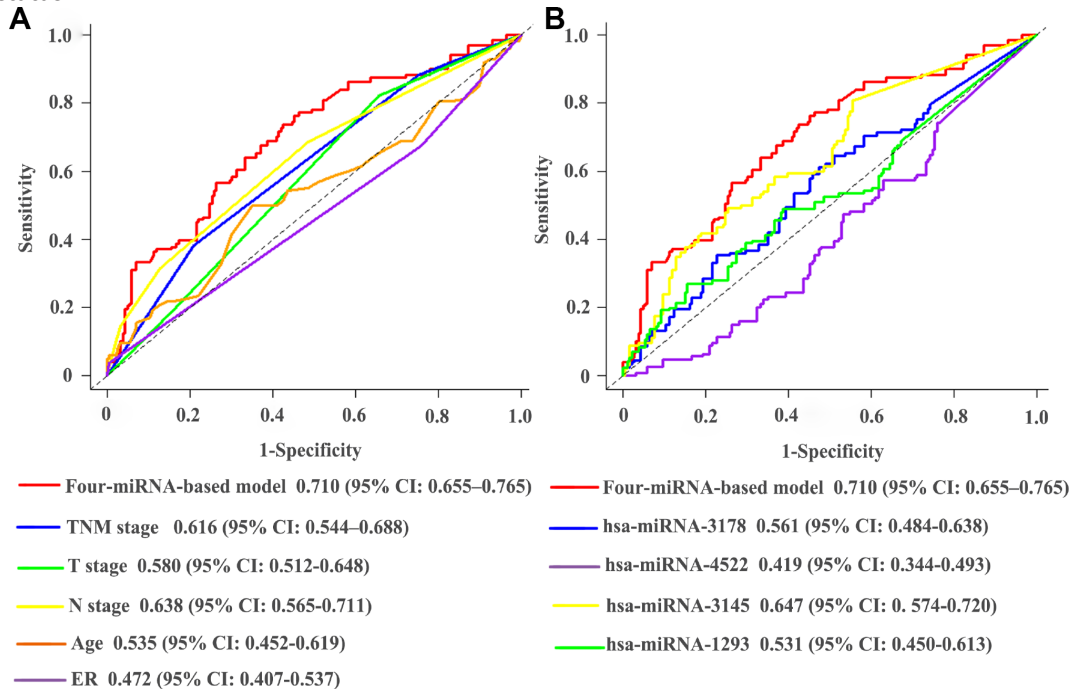 A
B
1.0
0.8
0.6
0.4
0.2
0
Sensitivity
0
0.2
0.4
0.6
0.8
1.0
1-Specificity
1.0
0.8
0.6
0.4
0.2
0
Sensitivity
0
0.2
0.4
0.6
0.8
1.0
1-Specificity
Four-miRNA-based model 0.710 (95% CI: 0.655–0.765)
TNM stage 0.616 (95% CI: 0.544–0.688)
T stage 0.580 (95% CI: 0.512-0.648)
N stage 0.638 (95% CI: 0.565-0.711)
Age 0.535 (95% CI: 0.452-0.619)
ER 0.472 (95% CI: 0.407-0.537)
Four-miRNA-based model 0.710 (95% CI: 0.655–0.765)
hsa-miRNA-3178 0.561 (95% CI: 0.484-0.638)
hsa-miRNA-4522 0.419 (95% CI: 0.344-0.493)
hsa-miRNA-3145 0.647 (95% CI: 0. 574-0.720)
hsa-miRNA-1293 0.531 (95% CI: 0.450-0.613)